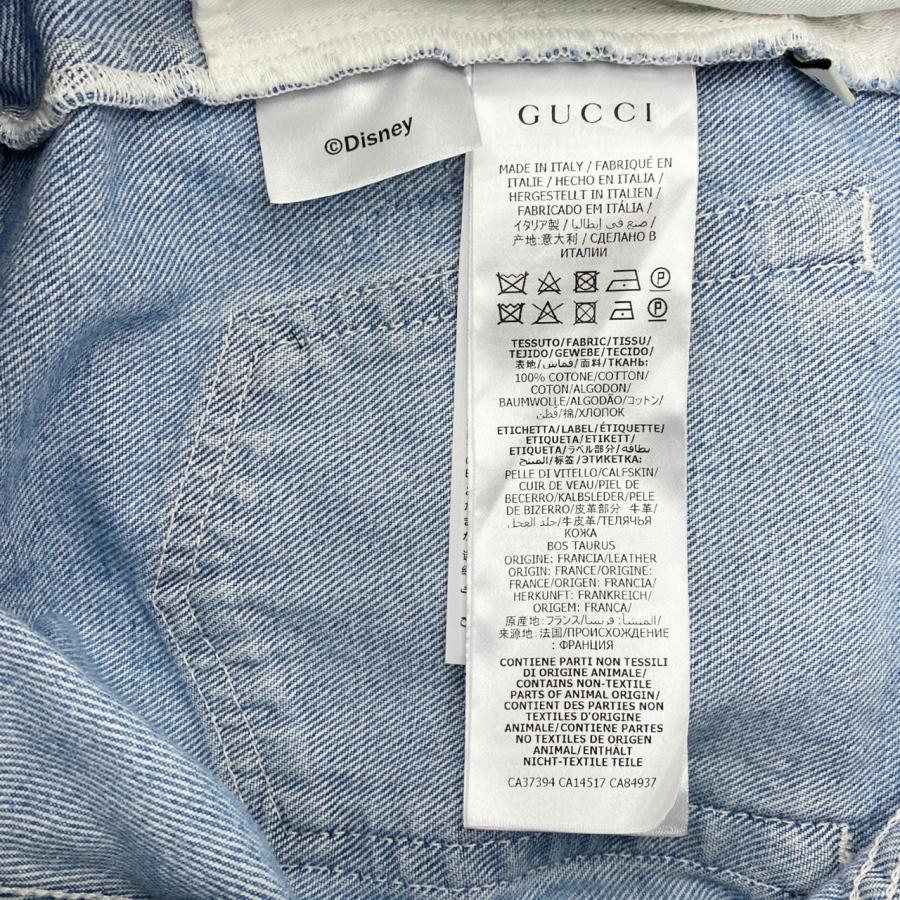 ©Disney
GUCCI
MADE IN ITALY / FABRIQUÉ EN
ITALIE / HECHO EN ITALIA /
HERGESTELLT IN ITALIEN /
FABRICADO EM ITÁLIA /
イタリア製 / صنع في إيطاليا /
产地:意大利 / СДЕЛАНО В
ИТАЛИИ
P
P
TESSUTO/FABRIC/TISSU/
TEJIDO/GEWEBE/TECIDO/
表地/قماش/面料/ТКАНЬ:
100% COTONE/COTTON/
COTON/ALGODON/
BAUMWOLLE/ALGODÃO/コットン/
قطن/棉/ХЛОПОК
ETICHETTA/LABEL/ÉTIQUETTE/
ETIQUETA/ETIKETT/
ETIQUETA/ラベル部分/بطاقة
المنتج/标签/ЭТИКЕТКА:
PELLE DI VITELLO/CALFSKIN/
CUIR DE VEAU/PIEL DE
BECERRO/KALBSLEDER/PELE
DE BIZERRO/皮革部分 牛革/
جلد العجل/牛皮革/ТЕЛЯЧЬЯ
КОЖА
BOS TAURUS
ORIGINE: FRANCIA/LEATHER
ORIGIN: FRANCE/ORIGINE:
FRANCE/ORIGEN: FRANCIA/
HERKUNFT: FRANKREICH/
ORIGEM: FRANÇA/
原産地: フランス/المنشأ: فرنسا/
来源地: 法国/ПРОИСХОЖДЕНИЕ
: ФРАНЦИЯ
CONTIENE PARTI NON TESSILI
DI ORIGINE ANIMALE/
CONTAINS NON-TEXTILE
PARTS OF ANIMAL ORIGIN/
CONTIENT DES PARTIES NON
TEXTILES D'ORIGINE
ANIMALE/CONTIENE PARTES
NO TEXTILES DE ORIGEN
ANIMAL/ENTHÄLT
NICHT-TEXTILE TEILE
CA37394 CA14517 CA84937